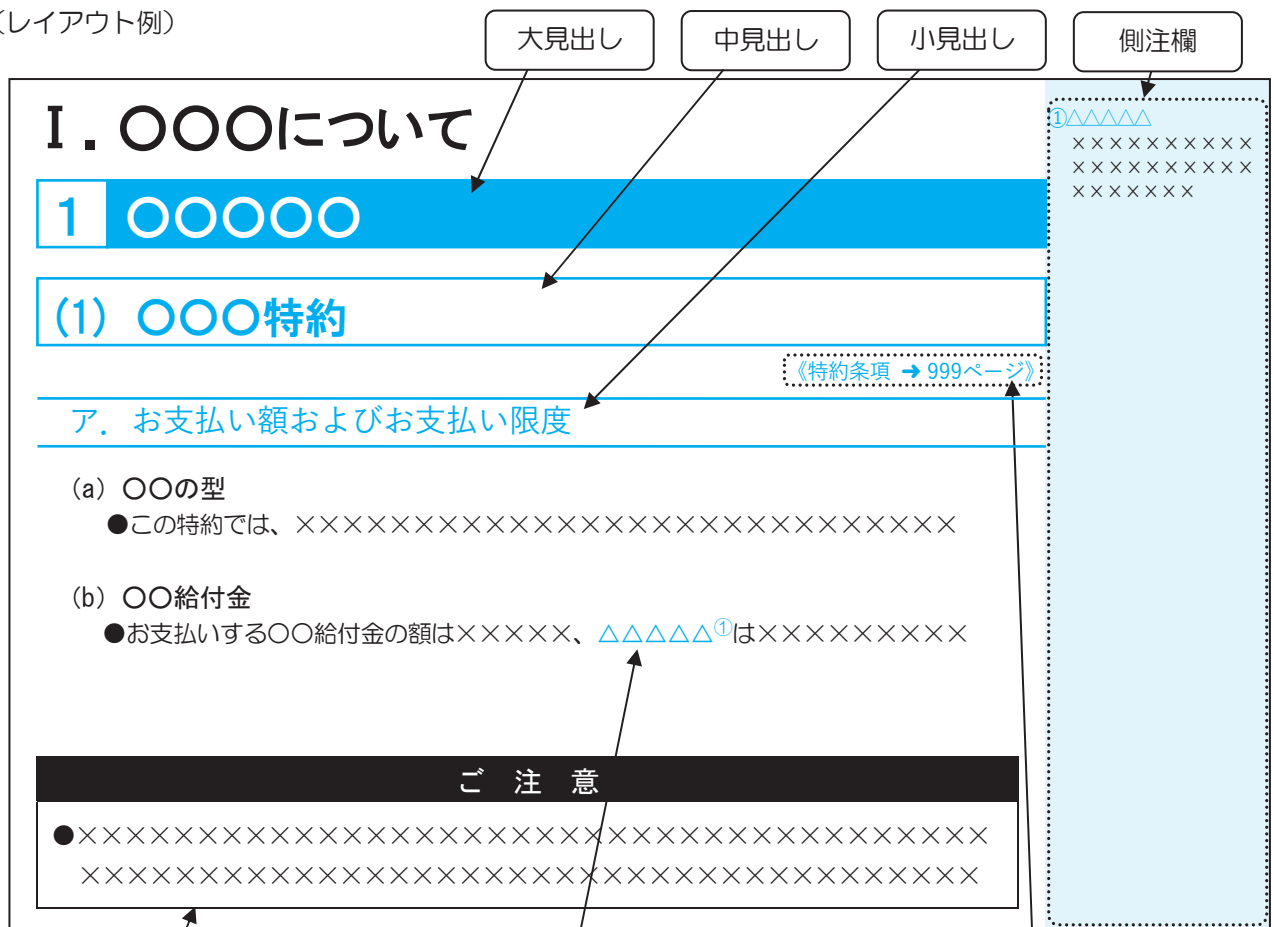 (レイアウト例)
大見出し
中見出し
小見出し
側注欄
Ⅰ.〇〇〇について
1 〇〇〇〇〇
(1) 〇〇〇特約
《特約条項 ➜ 999ページ》
ア. お支払い額およびお支払い限度
(a) 〇〇の型
●この特約では、××××××××××××××××××××××××××××
(b) 〇〇給付金
●お支払いする〇〇給付金の額は×××××、△△△△△①は×××××××××
ご 注 意
●××××××××××××××××××××××××××××××××××××××
×××××××××××××××××××××××××××××××××××××
①△△△△△
××××××××××
××××××××××
×××××××